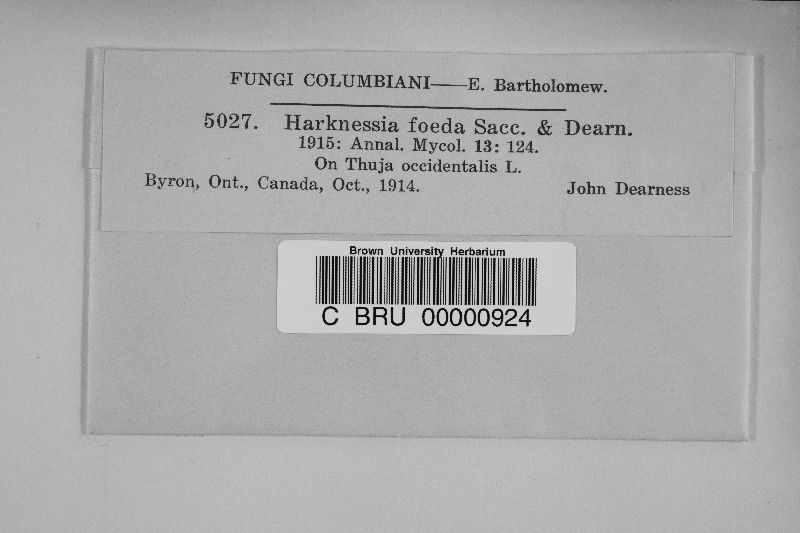 FUNGI COLUMBIANI——E. Bartholomew.
5027. Harknessia foeda Sacc. & Dearn.
1915: Annal. Mycol. 13: 124.
On Thuja occidentalis L.
Byron, Ont., Canada, Oct., 1914. John Dearness
Brown University Herbarium
C BRU 00000924